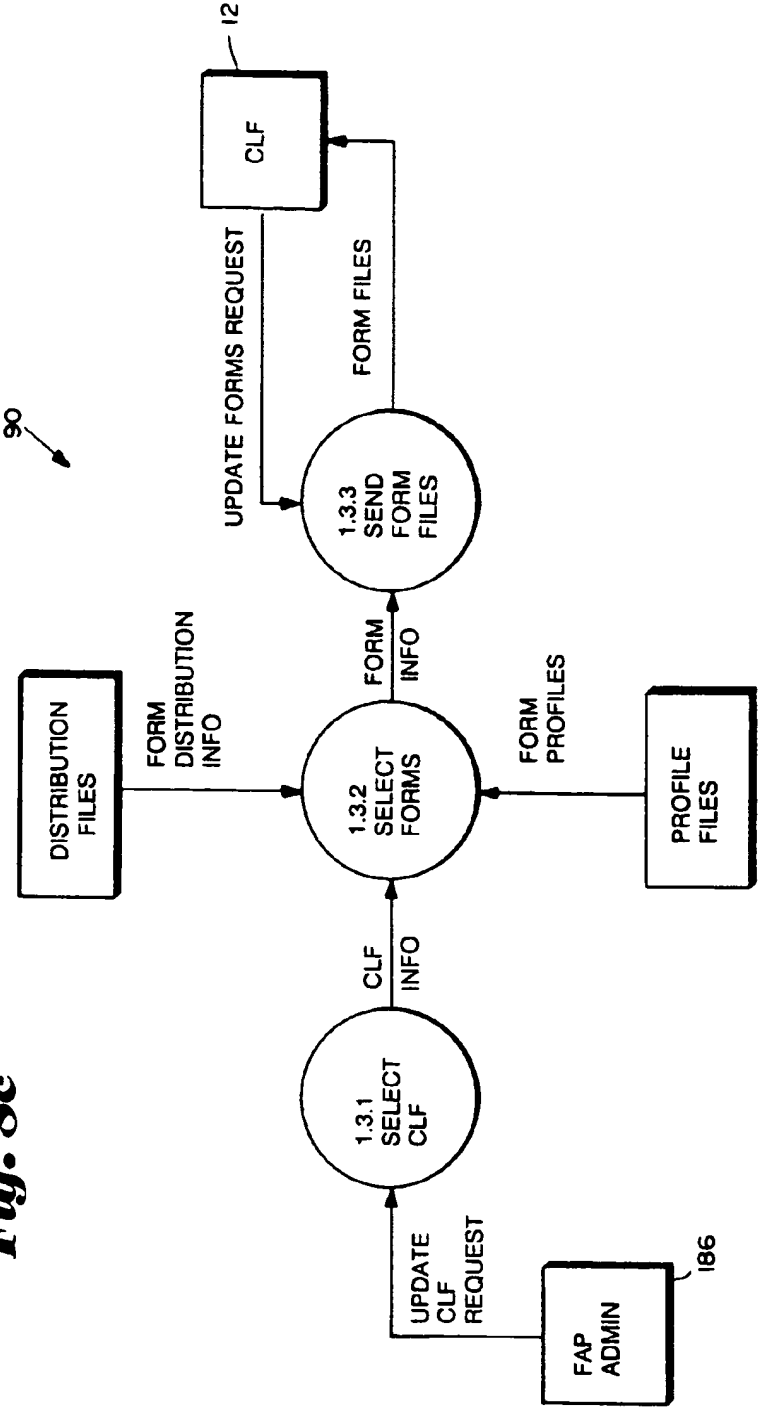 90
DISTRIBUTION
FILES
FORM
DISTRIBUTION
INFO
CLF
12
UPDATE FORMS REQUEST
FORM FILES
UPDATE
CLF
REQUEST
1.3.1
SELECT
CLF
CLF
INFO
1.3.2
SELECT
FORMS
FORM
INFO
1.3.3
SEND
FORM
FILES
FORM
PROFILES
FAP
ADMIN
186
PROFILE
FILES